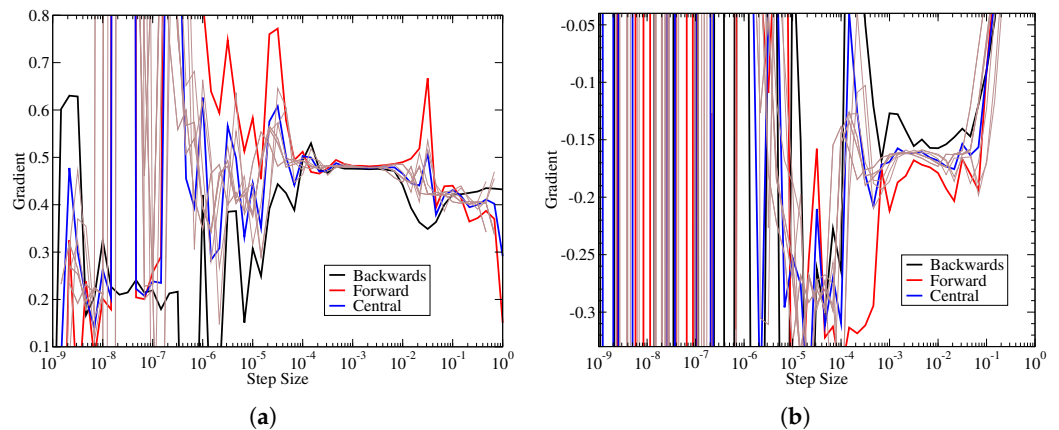 0.8
0.7
0.6
0.5
0.4
0.3
0.2
0.1
Gradient
10-9
10-8
10-7
10-6
10-5
10-4
10-3
10-2
10-1
100
Step Size
Backwards
Forward
Central
(a)
-0.05
-0.1
-0.15
-0.2
-0.25
-0.3
Gradient
10-9
10-8
10-7
10-6
10-5
10-4
10-3
10-2
10-1
100
Step Size
Backwards
Forward
Central
(b)